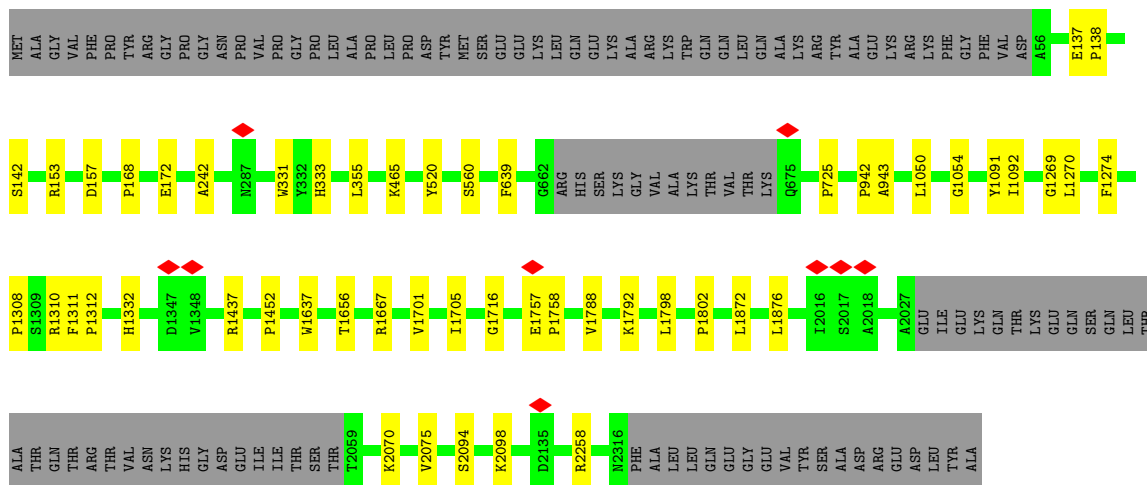 MET ALA GLY VAL PHE PRO TYR ARG GLY PRO GLY ASN PRO VAL PRO GLY PRO LEU ALA PRO LEU PRO ASP TYR MET SER GLU GLU LYS LEU GLN GLU LYS ALA ARG LYS TRP GLN GLN LEU GLN ALA LYS ARG TYR ALA GLU LYS ARG LYS PHE GLY PHE VAL ASP A56 E137 P138
S142 R153 D157 P168 E172 A242 N287 W331 Y332 H333 L355 K465 Y520 S560 F639 G662 ARG HIS SER LYS GLY VAL ALA LYS THR VAL THR LYS Q675 P725 P942 A943 L1050 G1054 Y1091 I1092 G1269 L1270 F1274
P1308 S1309 R1310 F1311 P1312 H1332 D1347 V1348 R1437 P1452 W1637 T1656 R1667 V1701 I1705 G1716 E1757 P1758 V1788 K1792 L1798 P1802 L1872 L1876 I2016 S2017 A2018 A2027 GLU ILE GLU LYS GLN THR LYS GLU GLN SER GLN LEU TYR
ALA THR GLN THR ARG THR VAL ASN LYS HIS GLY ASP GLU ILE ILE THR SER THR T2059 K2070 V2075 S2094 K2098 D2135 R2258 N2316 PHE ALA LEU LEU GLN GLU GLY GLU VAL TYR SER ALA ASP ARG GLU ASP LEU TYR ALA